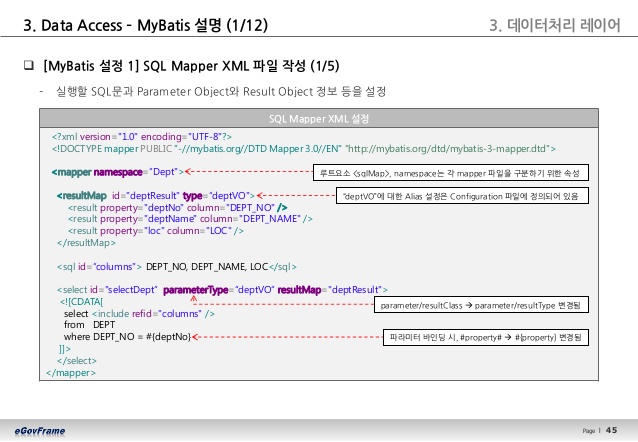 3. Data Access – MyBatis 설명 (1/12)
3. 데이터처리 레이어
[MyBatis 설정 1] SQL Mapper XML 파일 작성 (1/5)
- 실행할 SQL문과 Parameter Object와 Result Object 정보 등을 설정
SQL Mapper XML 설정
<?xml version="1.0" encoding="UTF-8"?>
<!DOCTYPE mapper PUBLIC "-//mybatis.org//DTD Mapper 3.0//EN" "http://mybatis.org/dtd/mybatis-3-mapper.dtd">
<mapper namespace="Dept">
루트요소 <sqlMap>, namespace는 각 mapper 파일을 구분하기 위한 속성
<resultMap id="deptResult" type="deptVO">
"deptVO"에 대한 Alias 설정은 Configuration 파일에 정의되어 있음
<result property="deptNo" column="DEPT_NO" />
<result property="deptName" column="DEPT_NAME" />
<result property="loc" column="LOC" />
</resultMap>
<sql id="columns"> DEPT_NO, DEPT_NAME, LOC</sql>
<select id="selectDept" parameterType="deptVO" resultMap="deptResult">
<![CDATA[
parameter/resultClass → parameter/resultType 변경됨
select <include refid="columns" />
from DEPT
where DEPT_NO = #{deptNo}
파라미터 바인딩 시, #property# → #{property} 변경됨
]]>
</select>
</mapper>
eGovFrame
Page | 45